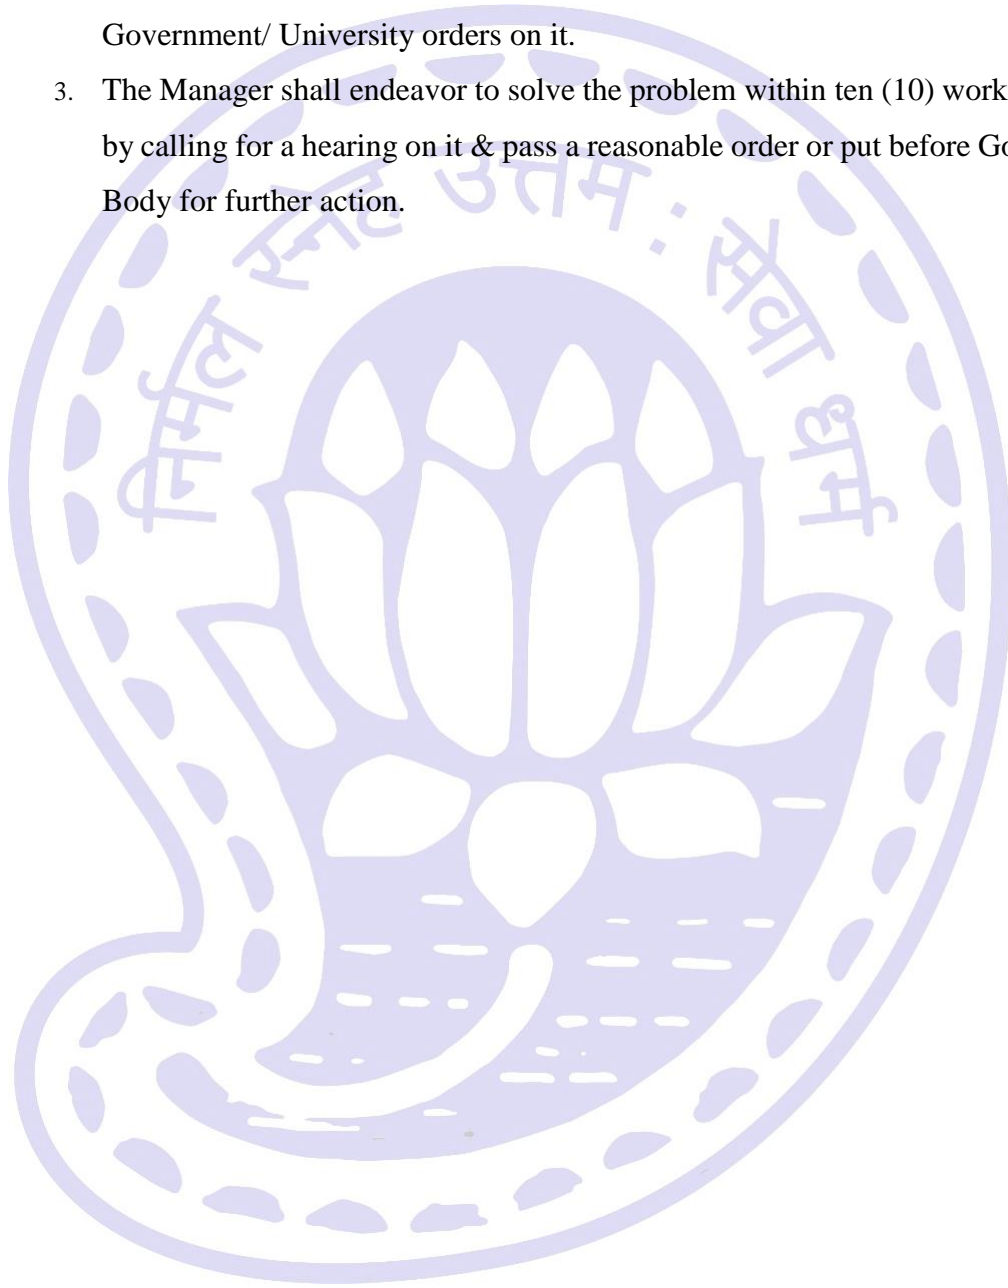 Government/ University orders on it.
3. The Manager shall endeavor to solve the problem within ten (10) work
by calling for a hearing on it & pass a reasonable order or put before Go
Body for further action.
निर्मल स्नेह उत्तम : सेवा धर्म